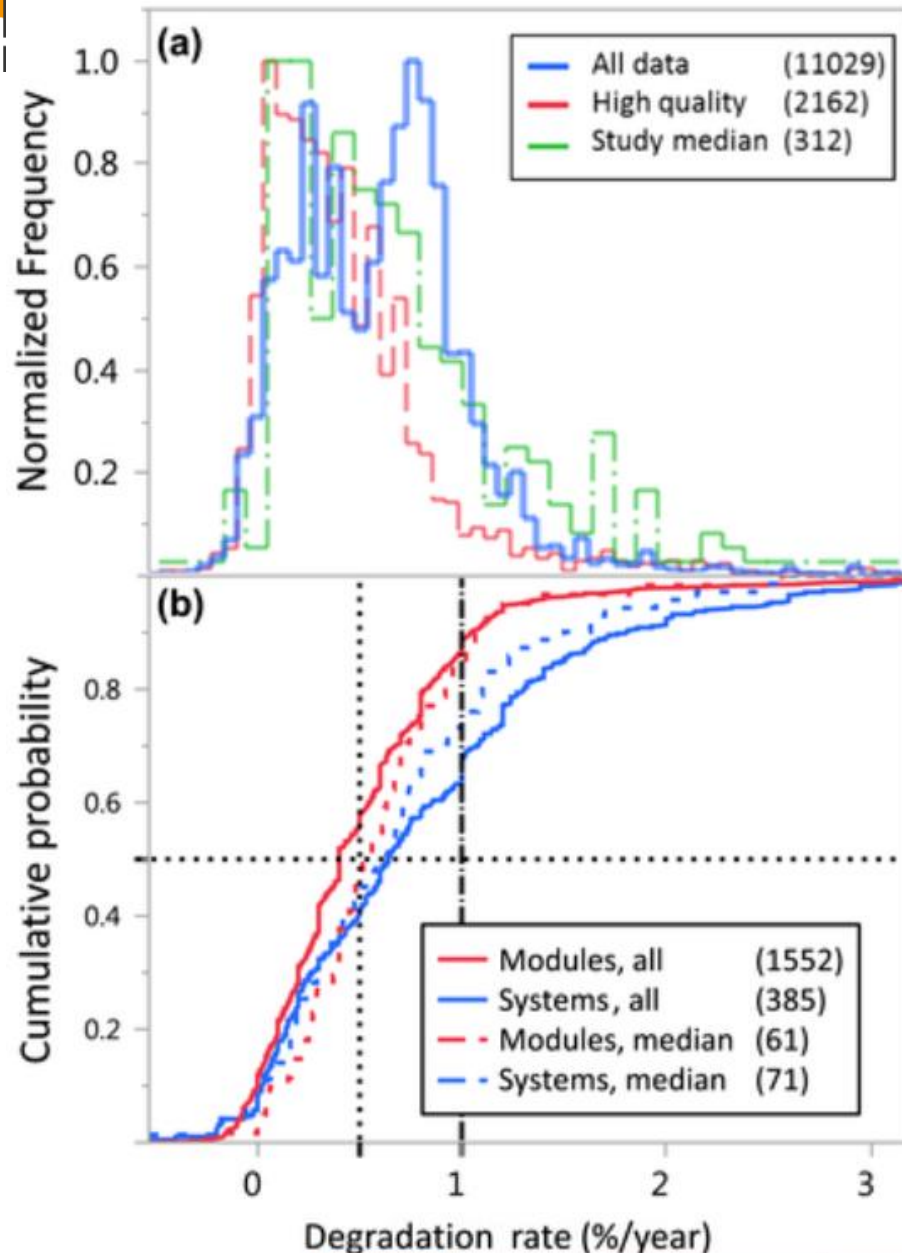 (a)
1.0
0.8
0.6
0.4
0.2
Normalized Frequency
All data (11029)
High quality (2162)
Study median (312)
(b)
0.8
0.6
0.4
0.2
Cumulative probability
Modules, all (1552)
Systems, all (385)
Modules, median (61)
Systems, median (71)
0 1 2 3
Degradation rate (%/year)